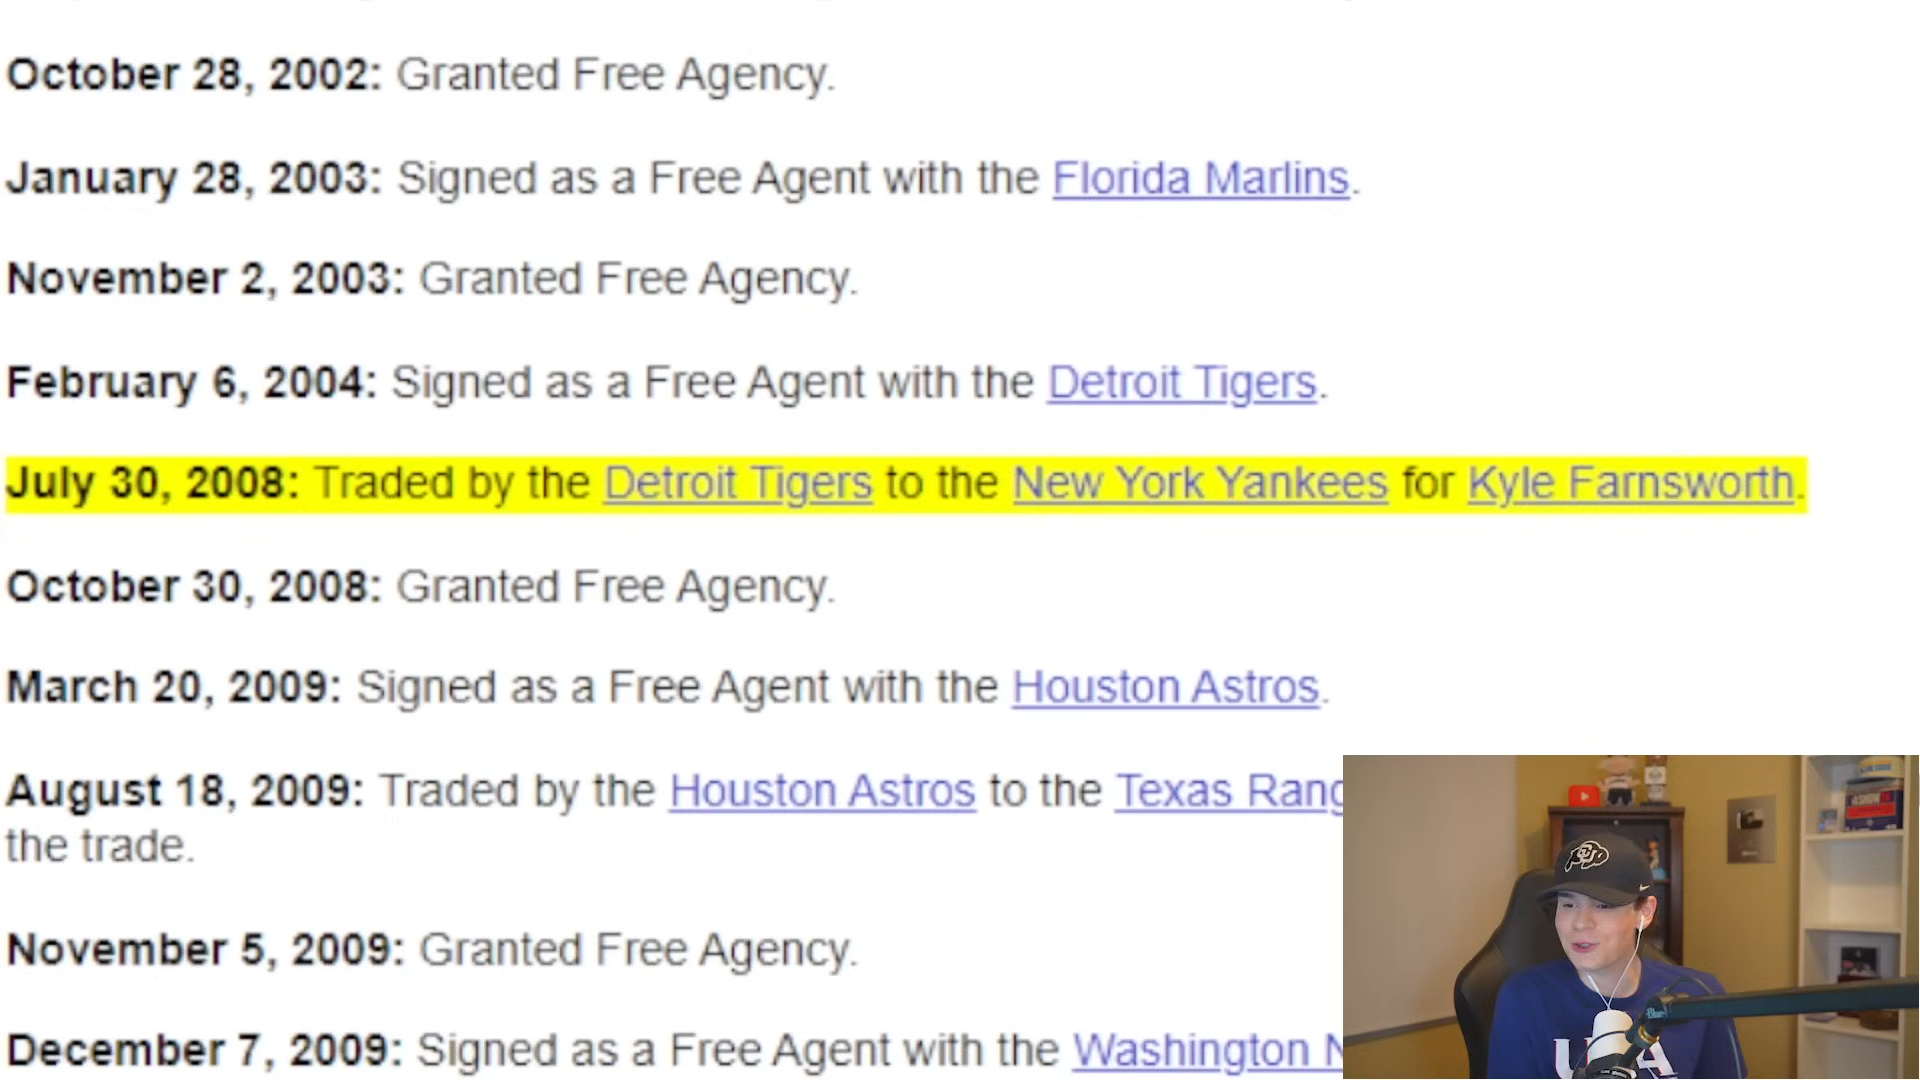 October 28, 2002: Granted Free Agency.
January 28, 2003: Signed as a Free Agent with the Florida Marlins.
November 2, 2003: Granted Free Agency.
February 6, 2004: Signed as a Free Agent with the Detroit Tigers.
July 30, 2008: Traded by the Detroit Tigers to the New York Yankees for Kyle Farnsworth.
October 30, 2008: Granted Free Agency.
March 20, 2009: Signed as a Free Agent with the Houston Astros.
August 18, 2009: Traded by the Houston Astros to the Texas Rang
the trade.
November 5, 2009: Granted Free Agency.
December 7, 2009: Signed as a Free Agent with the Washington N
CU